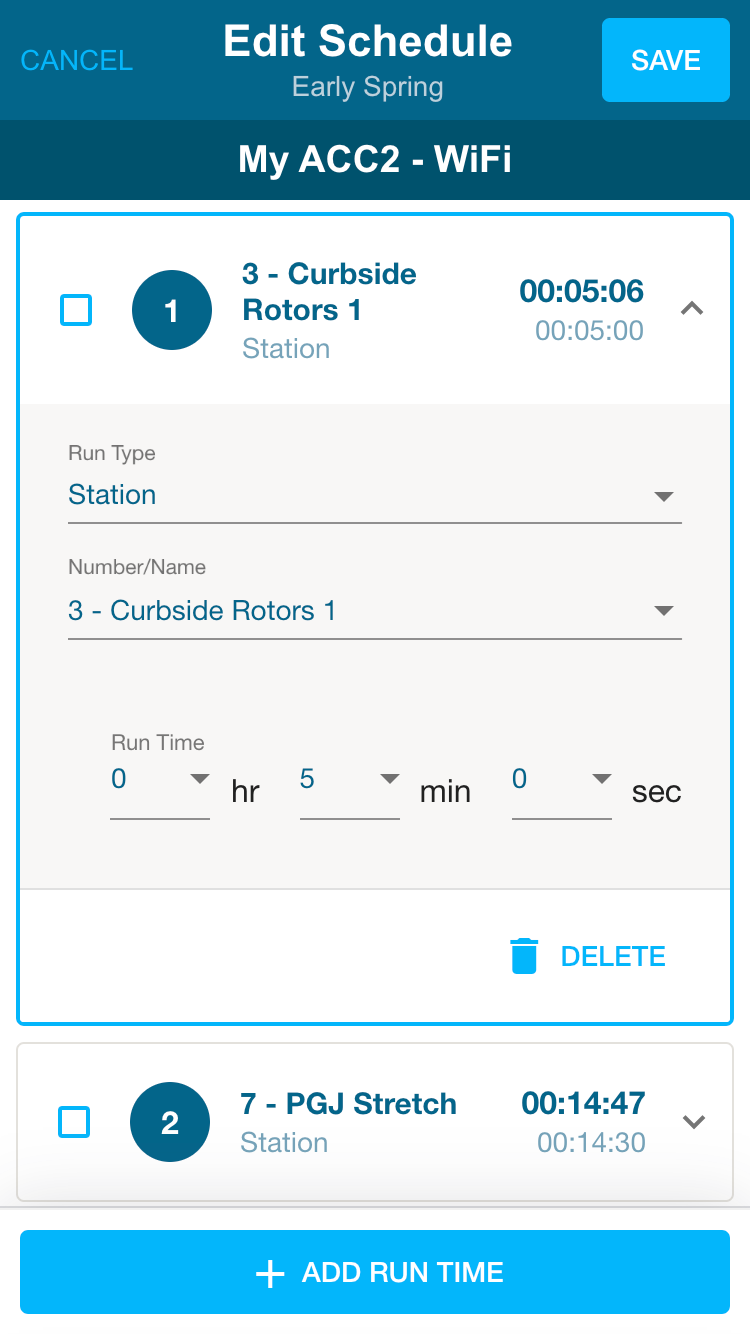 CANCEL
Edit Schedule
Early Spring
SAVE
My ACC2 - WiFi
1
3 - Curbside
Rotors 1
Station
00:05:06
00:05:00
Run Type
Station
Number/Name
3 - Curbside Rotors 1
Run Time
0 hr 5 min 0 sec
DELETE
2
7 - PGJ Stretch
Station
00:14:47
00:14:30
+ ADD RUN TIME